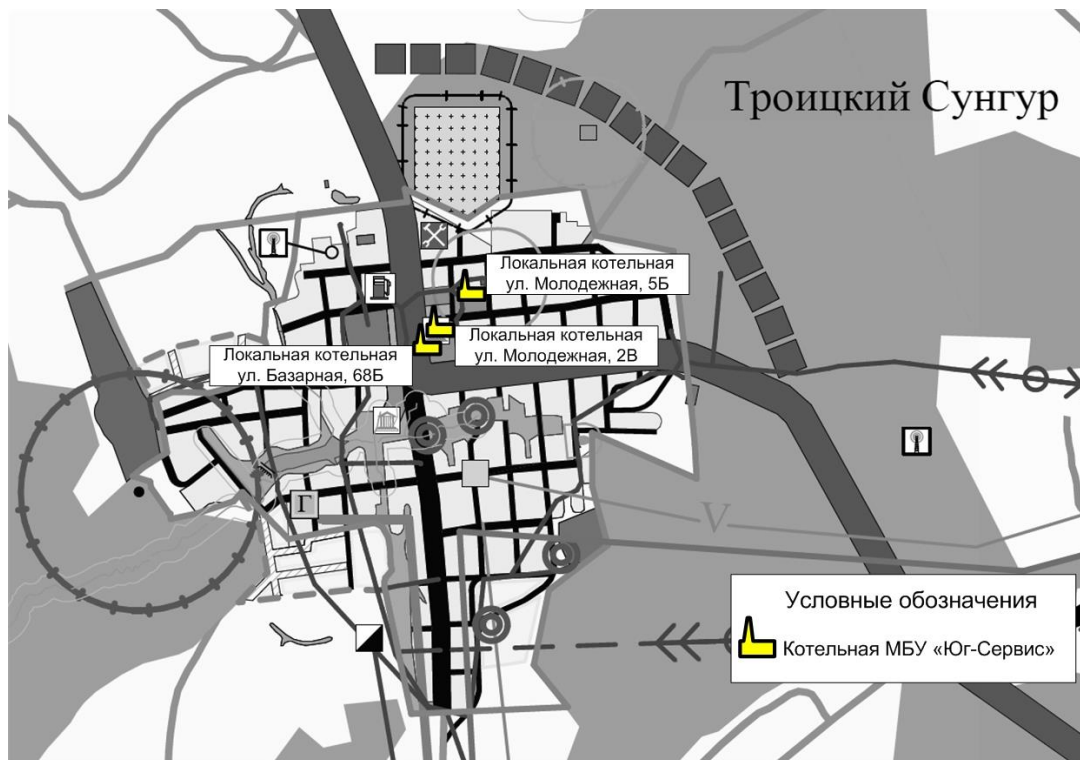 Троицкий Сунгур
Локальная котельная
ул. Молодежная, 5Б
Локальная котельная
ул. Молодежная, 2В
Локальная котельная
ул. Базарная, 68Б
Г
V
Условные обозначения
Котельная МБУ «Юг-Сервис»